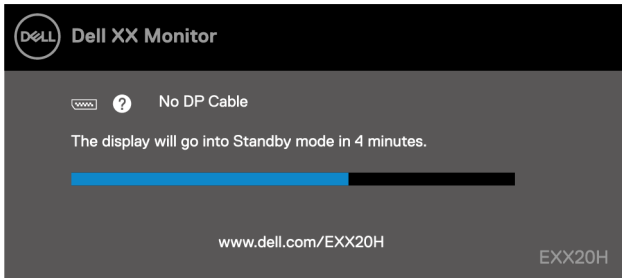 DELL Dell XX Monitor
? No DP Cable
The display will go into Standby mode in 4 minutes.
www.dell.com/EXX20H
EXX20H